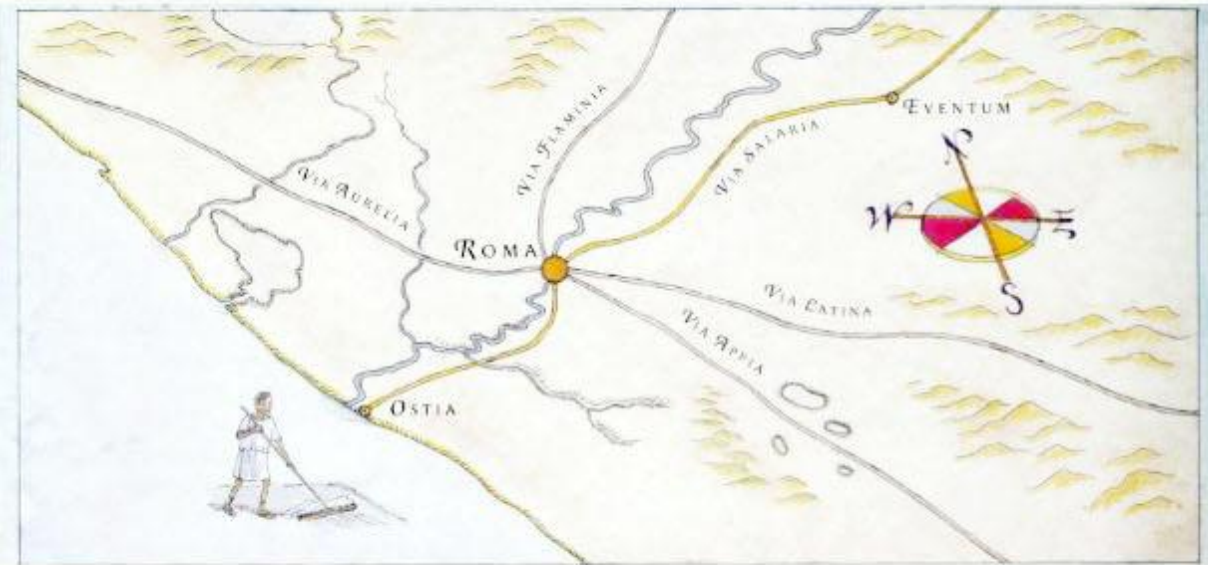 EVENTUM
VIA FLAMINIA
VIA SALARIA
N
VIA AURELIA
W
E
ROMA
S
VIA LATINA
VIA APPIA
OSTIA